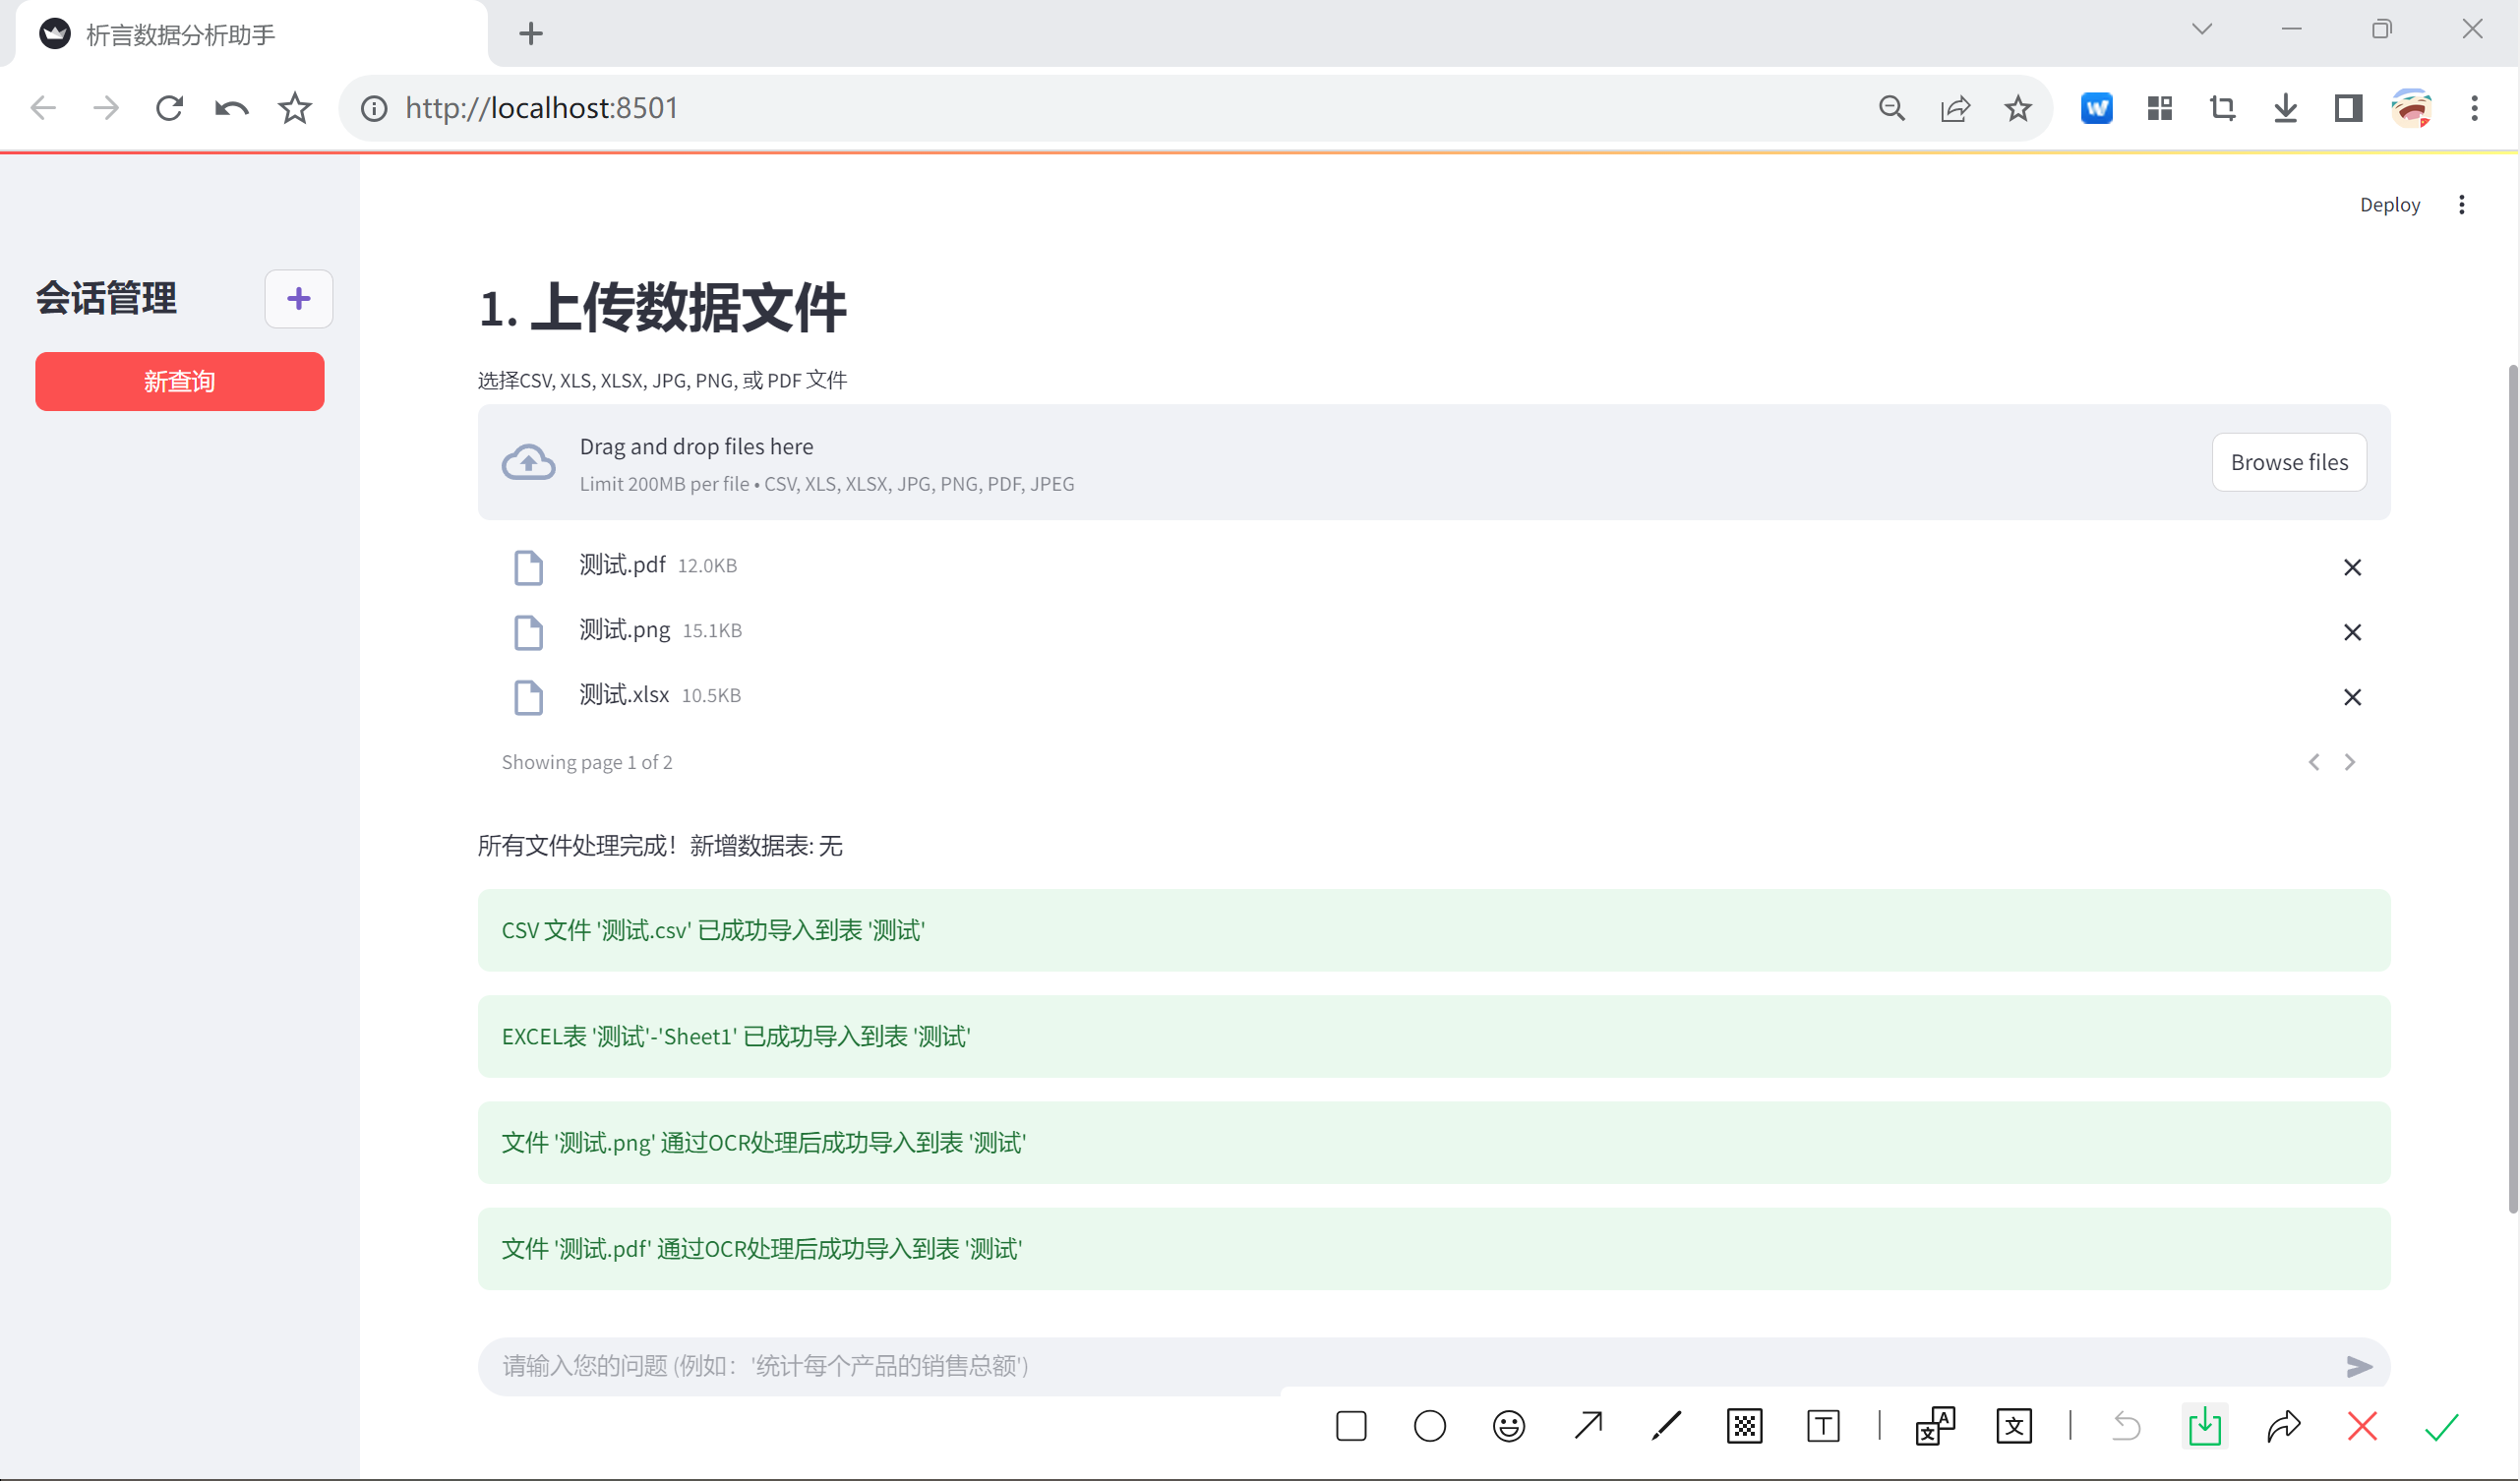 析言数据分析助手
http://localhost:8501
Deploy
会话管理
新查询
1. 上传数据文件
选择CSV, XLS, XLSX, JPG, PNG, 或 PDF 文件
Drag and drop files here
Limit 200MB per file • CSV, XLS, XLSX, JPG, PNG, PDF, JPEG
Browse files
测试.pdf 12.0KB
测试.png 15.1KB
测试.xlsx 10.5KB
Showing page 1 of 2
所有文件处理完成！新增数据表: 无
CSV 文件 '测试.csv' 已成功导入到表 '测试'
EXCEL表 '测试'-'Sheet1' 已成功导入到表 '测试'
文件 '测试.png' 通过OCR处理后成功导入到表 '测试'
文件 '测试.pdf' 通过OCR处理后成功导入到表 '测试'
请输入您的问题 (例如：'统计每个产品的销售总额')
T 文 A 文